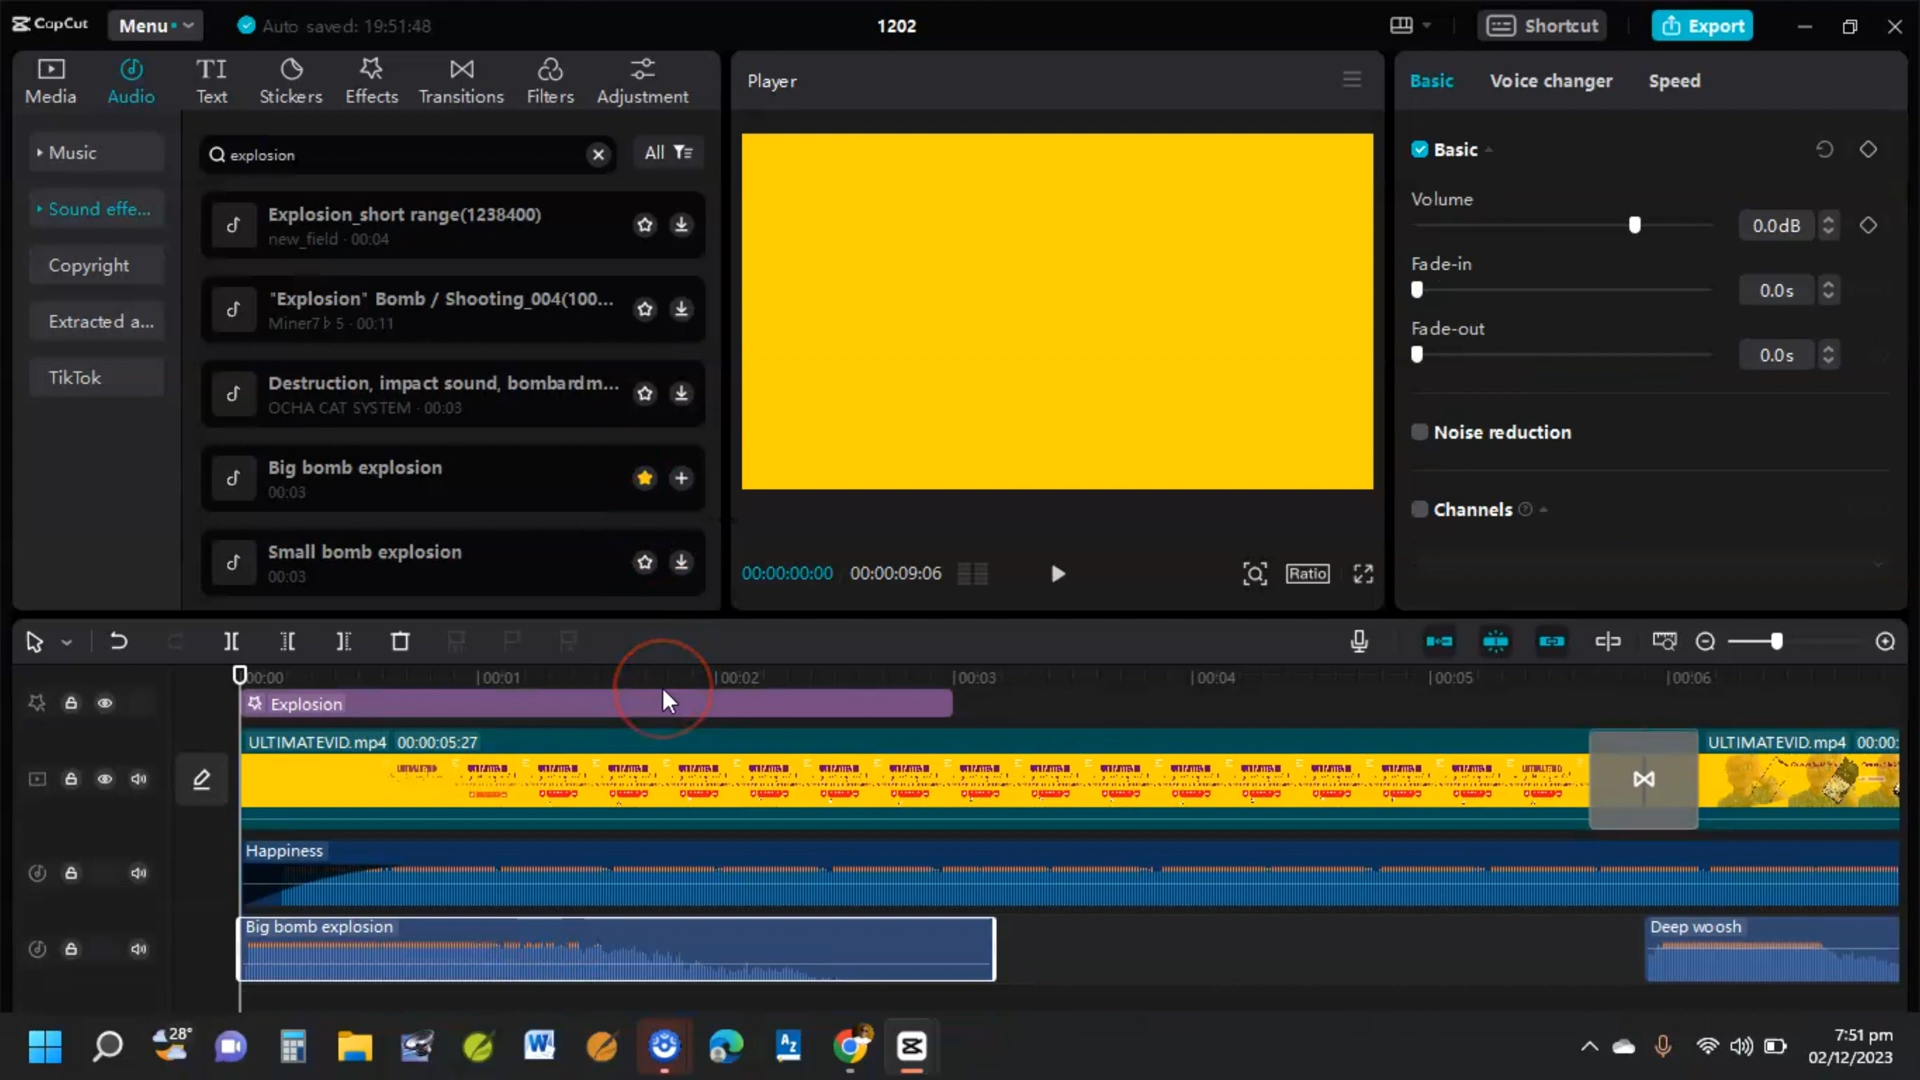 CapCut
Menu
Auto saved: 19:51:48
1202
Shortcut
Export
Media
Audio
Text
Stickers
Effects
Transitions
Filters
Adjustment
Music
Sound effe...
Copyright
Extracted a...
TikTok
explosion
All
Explosion_short range(1238400)
new_field · 00:04
"Explosion" Bomb / Shooting_004(100...
Miner7♭5 · 00:11
Destruction, impact sound, bombardm...
OCHA CAT SYSTEM · 00:03
Big bomb explosion
00:03
Small bomb explosion
00:03
Player
00:00:00:00
00:00:09:06
Ratio
Basic
Voice changer
Speed
Basic
Volume
0.0dB
Fade-in
0.0s
Fade-out
0.0s
Noise reduction
Channels
00:00
00:01
00:02
00:03
00:04
00:05
00:06
Explosion
ULTIMATEVID.mp4 00:00:05:27
ULTIMATEVID.mp4 00:00:
Happiness
Big bomb explosion
Deep woosh
28°
7:51 pm
02/12/2023